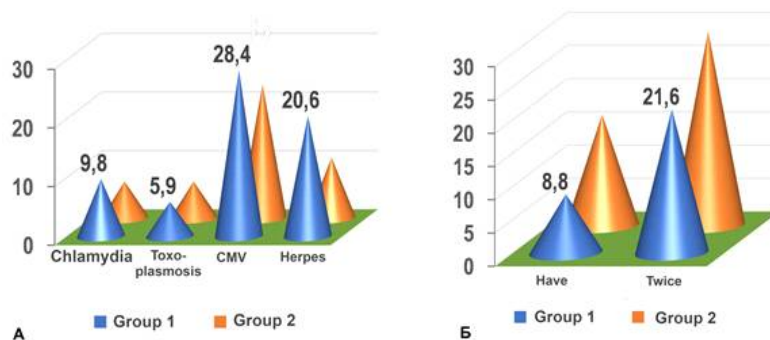 30
20
10
0
9,8
5,9
28,4
20,6
Chlamydia
Toxo-
plasmosis
CMV
Herpes
Group 1
Group 2
А
30
25
20
15
10
5
0
8,8
21,6
Have
Twice
Group 1
Group 2
Б